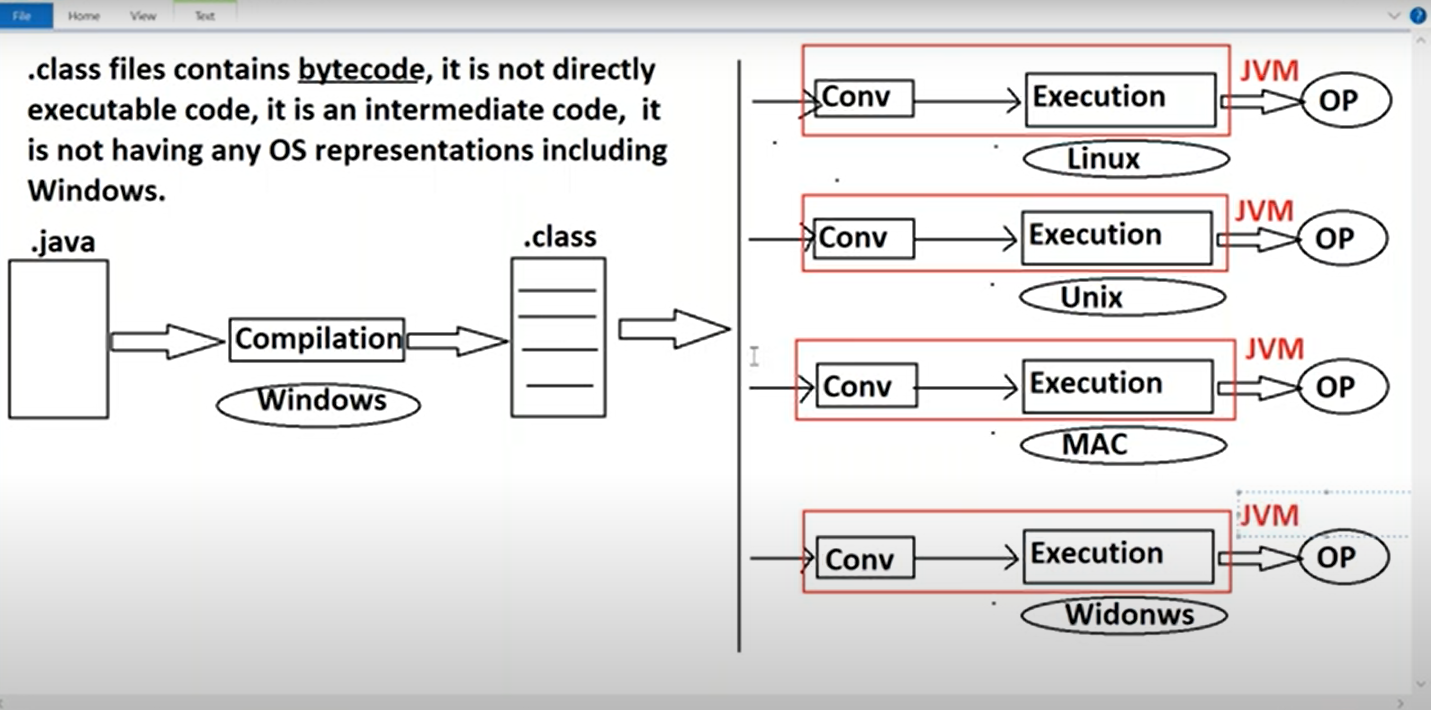 File Home View Text
.class files contains bytecode, it is not directly
executable code, it is an intermediate code, it
is not having any OS representations including
Windows.
.java
.class
Compilation
Windows
JVM
Conv Execution OP
Linux
JVM
Conv Execution OP
Unix
JVM
Conv Execution OP
MAC
JVM
Conv Execution OP
Widonws